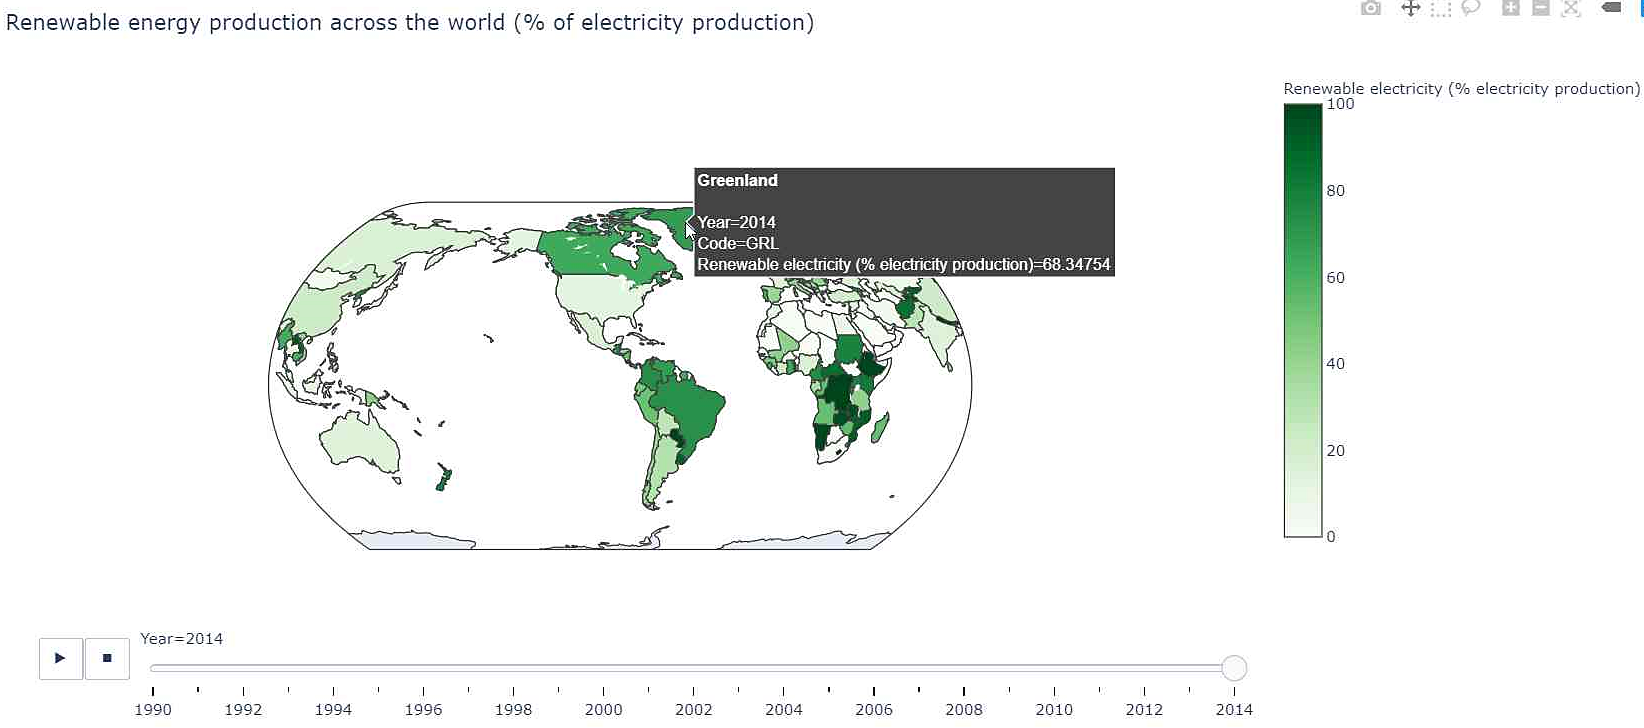 Renewable energy production across the world (% of electricity production)
Renewable electricity (% electricity production)
100
80
60
40
20
0
Greenland
Year=2014
Code=GRL
Renewable electricity (% electricity production)=68.34754
Year=2014
1990 1992 1994 1996 1998 2000 2002 2004 2006 2008 2010 2012 2014